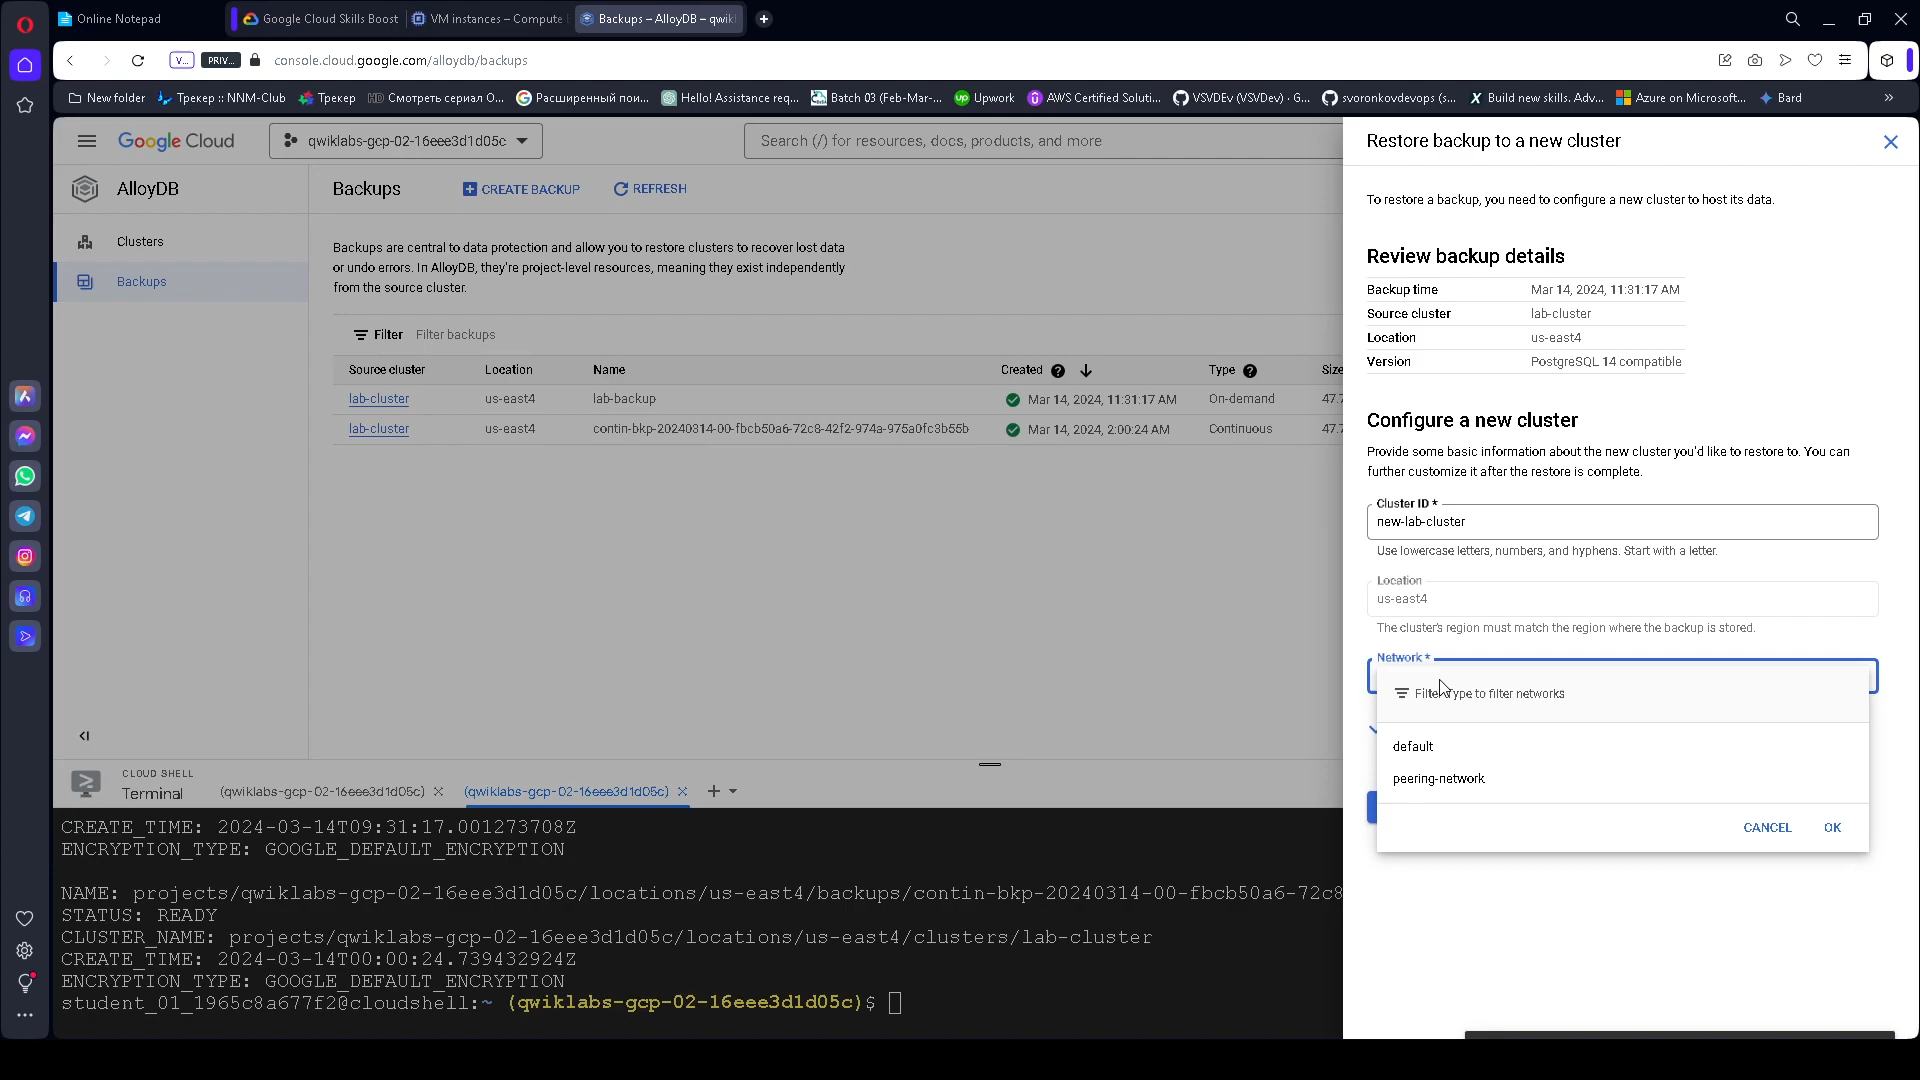 Online Notepad
Google Cloud Skills Boost
VM instances – Compute
Backups – AlloyDB – qwikl
V...
PRIV...
console.cloud.google.com/alloydb/backups
New folder
Трекер :: NNM-Club
Трекер
HD Смотреть сериал О...
Расширенный пои...
Hello! Assistance req...
Batch 03 (Feb-Mar-...
up Upwork
AWS Certified Soluti...
VSVDEv (VSVDev) · G...
svoronkovdevops (s...
X Build new skills. Adv...
Azure on Microsoft...
Bard
»
Google Cloud
qwiklabs-gcp-02-16eee3d1d05c
Search (/) for resources, docs, products, and more
AlloyDB
Clusters
Backups
Backups
CREATE BACKUP
REFRESH
Backups are central to data protection and allow you to restore clusters to recover lost data
or undo errors. In AlloyDB, they're project-level resources, meaning they exist independently
from the source cluster.
Filter Filter backups
Source cluster Location Name Created Type Size
lab-cluster us-east4 lab-backup Mar 14, 2024, 11:31:17 AM On-demand 47.7
lab-cluster us-east4 contin-bkp-20240314-00-fbcb50a6-72c8-42f2-974a-975a0fc3b55b Mar 14, 2024, 2:00:24 AM Continuous 47.7
CLOUD SHELL
Terminal
(qwiklabs-gcp-02-16eee3d1d05c)
(qwiklabs-gcp-02-16eee3d1d05c)
CREATE_TIME: 2024-03-14T09:31:17.001273708Z
ENCRYPTION_TYPE: GOOGLE_DEFAULT_ENCRYPTION
NAME: projects/qwiklabs-gcp-02-16eee3d1d05c/locations/us-east4/backups/contin-bkp-20240314-00-fbcb50a6-72c8
STATUS: READY
CLUSTER_NAME: projects/qwiklabs-gcp-02-16eee3d1d05c/locations/us-east4/clusters/lab-cluster
CREATE_TIME: 2024-03-14T00:00:24.739432924Z
ENCRYPTION_TYPE: GOOGLE_DEFAULT_ENCRYPTION
student_01_1965c8a677f2@cloudshell:~ (qwiklabs-gcp-02-16eee3d1d05c)$
Restore backup to a new cluster
To restore a backup, you need to configure a new cluster to host its data.
Review backup details
Backup time Mar 14, 2024, 11:31:17 AM
Source cluster lab-cluster
Location us-east4
Version PostgreSQL 14 compatible
Configure a new cluster
Provide some basic information about the new cluster you'd like to restore to. You can
further customize it after the restore is complete.
Cluster ID *
new-lab-cluster
Use lowercase letters, numbers, and hyphens. Start with a letter.
Location
us-east4
The cluster's region must match the region where the backup is stored.
Network *
Filter Type to filter networks
default
peering-network
CANCEL OK